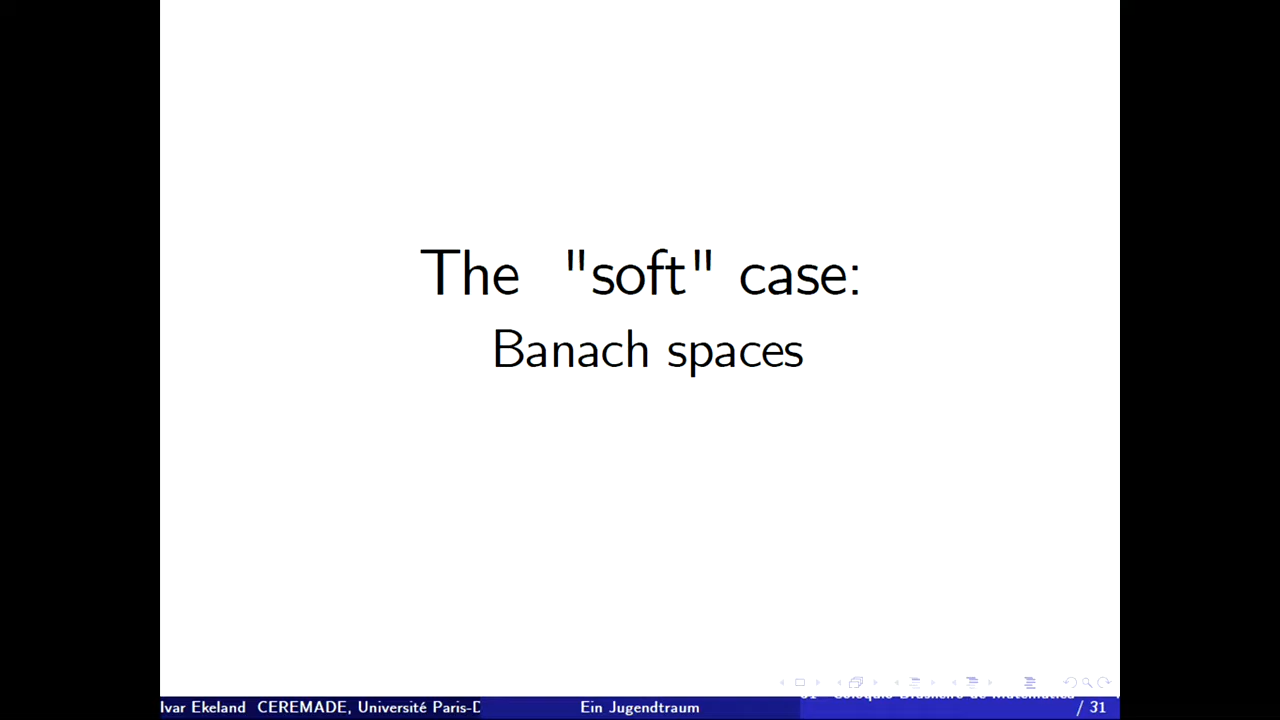 The "soft" case:
Banach spaces
Ivar Ekeland CEREMADE, Université Paris-D
Ein Jugendtraum
/ 31